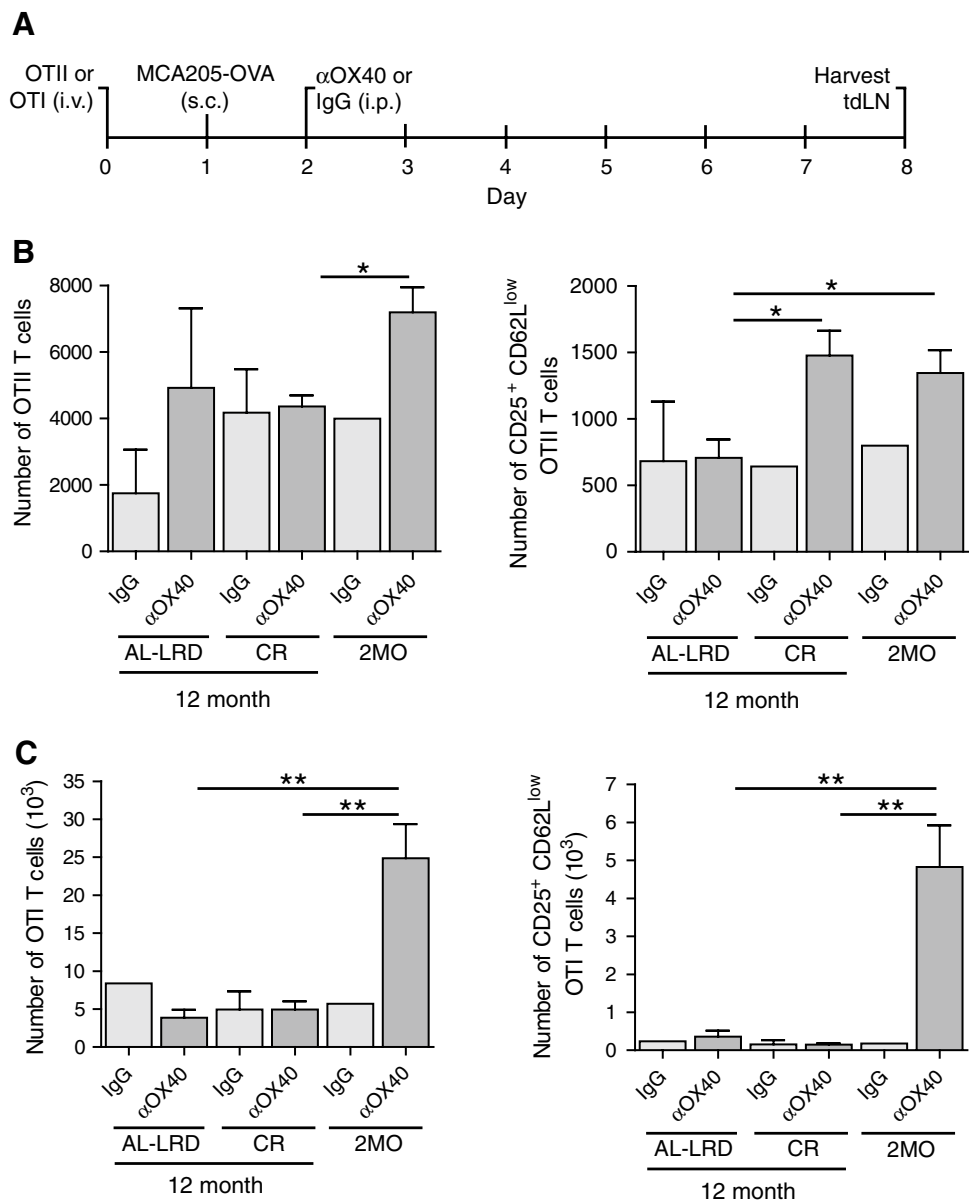 A
OTII or
OTI (i.v.)
MCA205-OVA
(s.c.)
αOX40 or
IgG (i.p.)
Harvest
tdLN
0 1 2 3 4 5 6 7 8
Day
B
Number of OTII T cells
8000
6000
4000
2000
0
*
IgG αOX40 IgG αOX40 IgG αOX40
AL-LRD CR 2MO
12 month
Number of CD25+ CD62Llow
OTII T cells
2000
1500
1000
500
0
*
*
IgG αOX40 IgG αOX40 IgG αOX40
AL-LRD CR 2MO
12 month
C
Number of OTI T cells (10³)
35
30
25
20
15
10
5
0
**
**
IgG αOX40 IgG αOX40 IgG αOX40
AL-LRD CR 2MO
12 month
Number of CD25+ CD62Llow
OTI T cells (10³)
7
6
5
4
3
2
1
0
**
**
IgG αOX40 IgG αOX40 IgG αOX40
AL-LRD CR 2MO
12 month